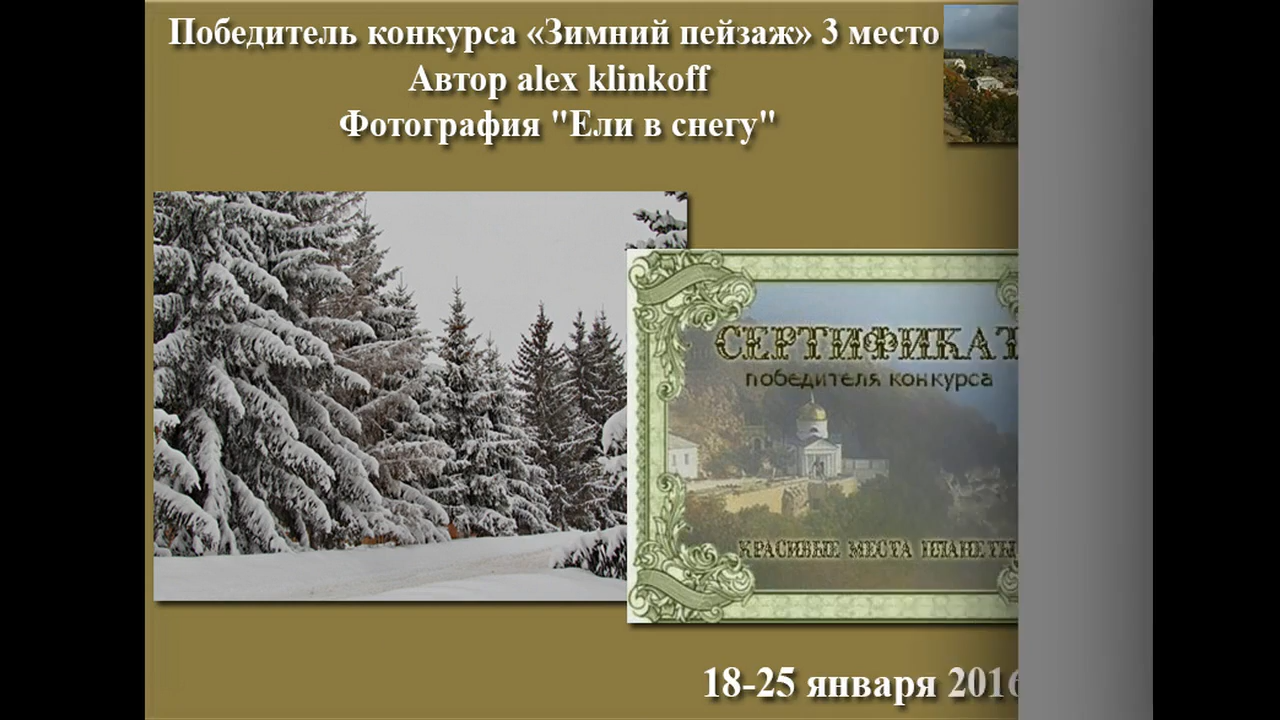 Победитель конкурса «Зимний пейзаж» 3 место
Автор alex klinkoff
Фотография "Ели в снегу"
СЕРТИФИКАТ
победителя конкурса
КРАСИВЫЕ МЕСТА ПЛАНЕТЫ
18-25 января 2016